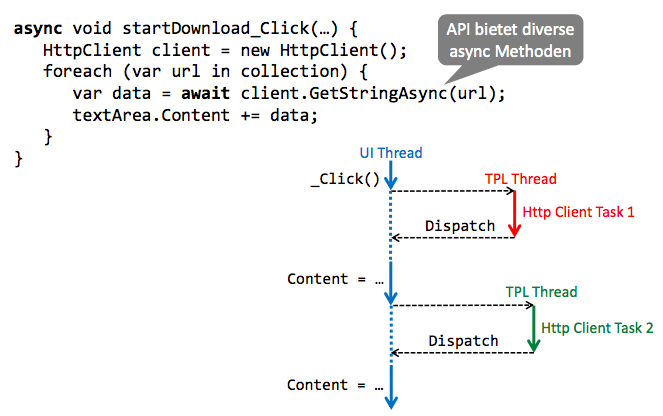 async void startDownload_Click(…) {
HttpClient client = new HttpClient();
foreach (var url in collection) {
var data = await client.GetStringAsync(url);
textArea.Content += data;
}
}
API bietet diverse
async Methoden
UI Thread
_Click()
TPL Thread
Http Client Task 1
Dispatch
Content = …
TPL Thread
Http Client Task 2
Dispatch
Content = …